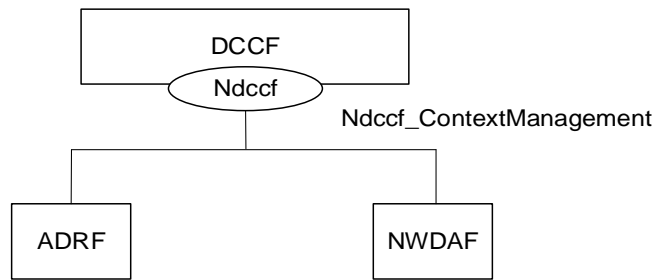 DCCF
Ndccf
Ndccf_ContextManagement
ADRF
NWDAF